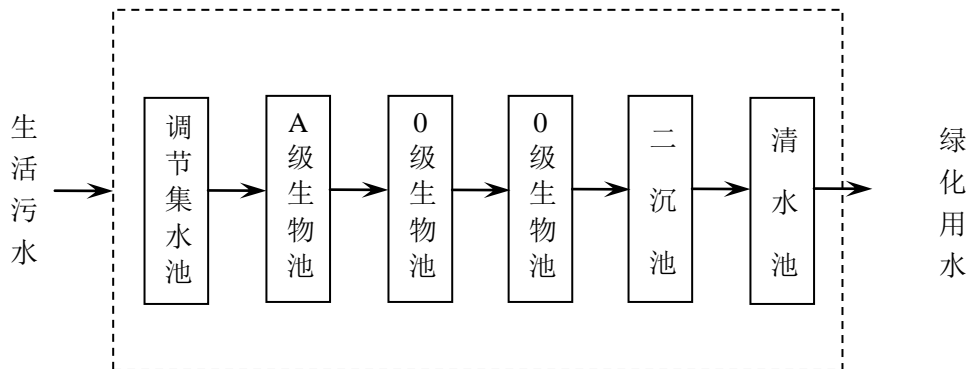 生活污水
调节集水池
A级生物池
0级生物池
0级生物池
二沉池
清水池
绿化用水